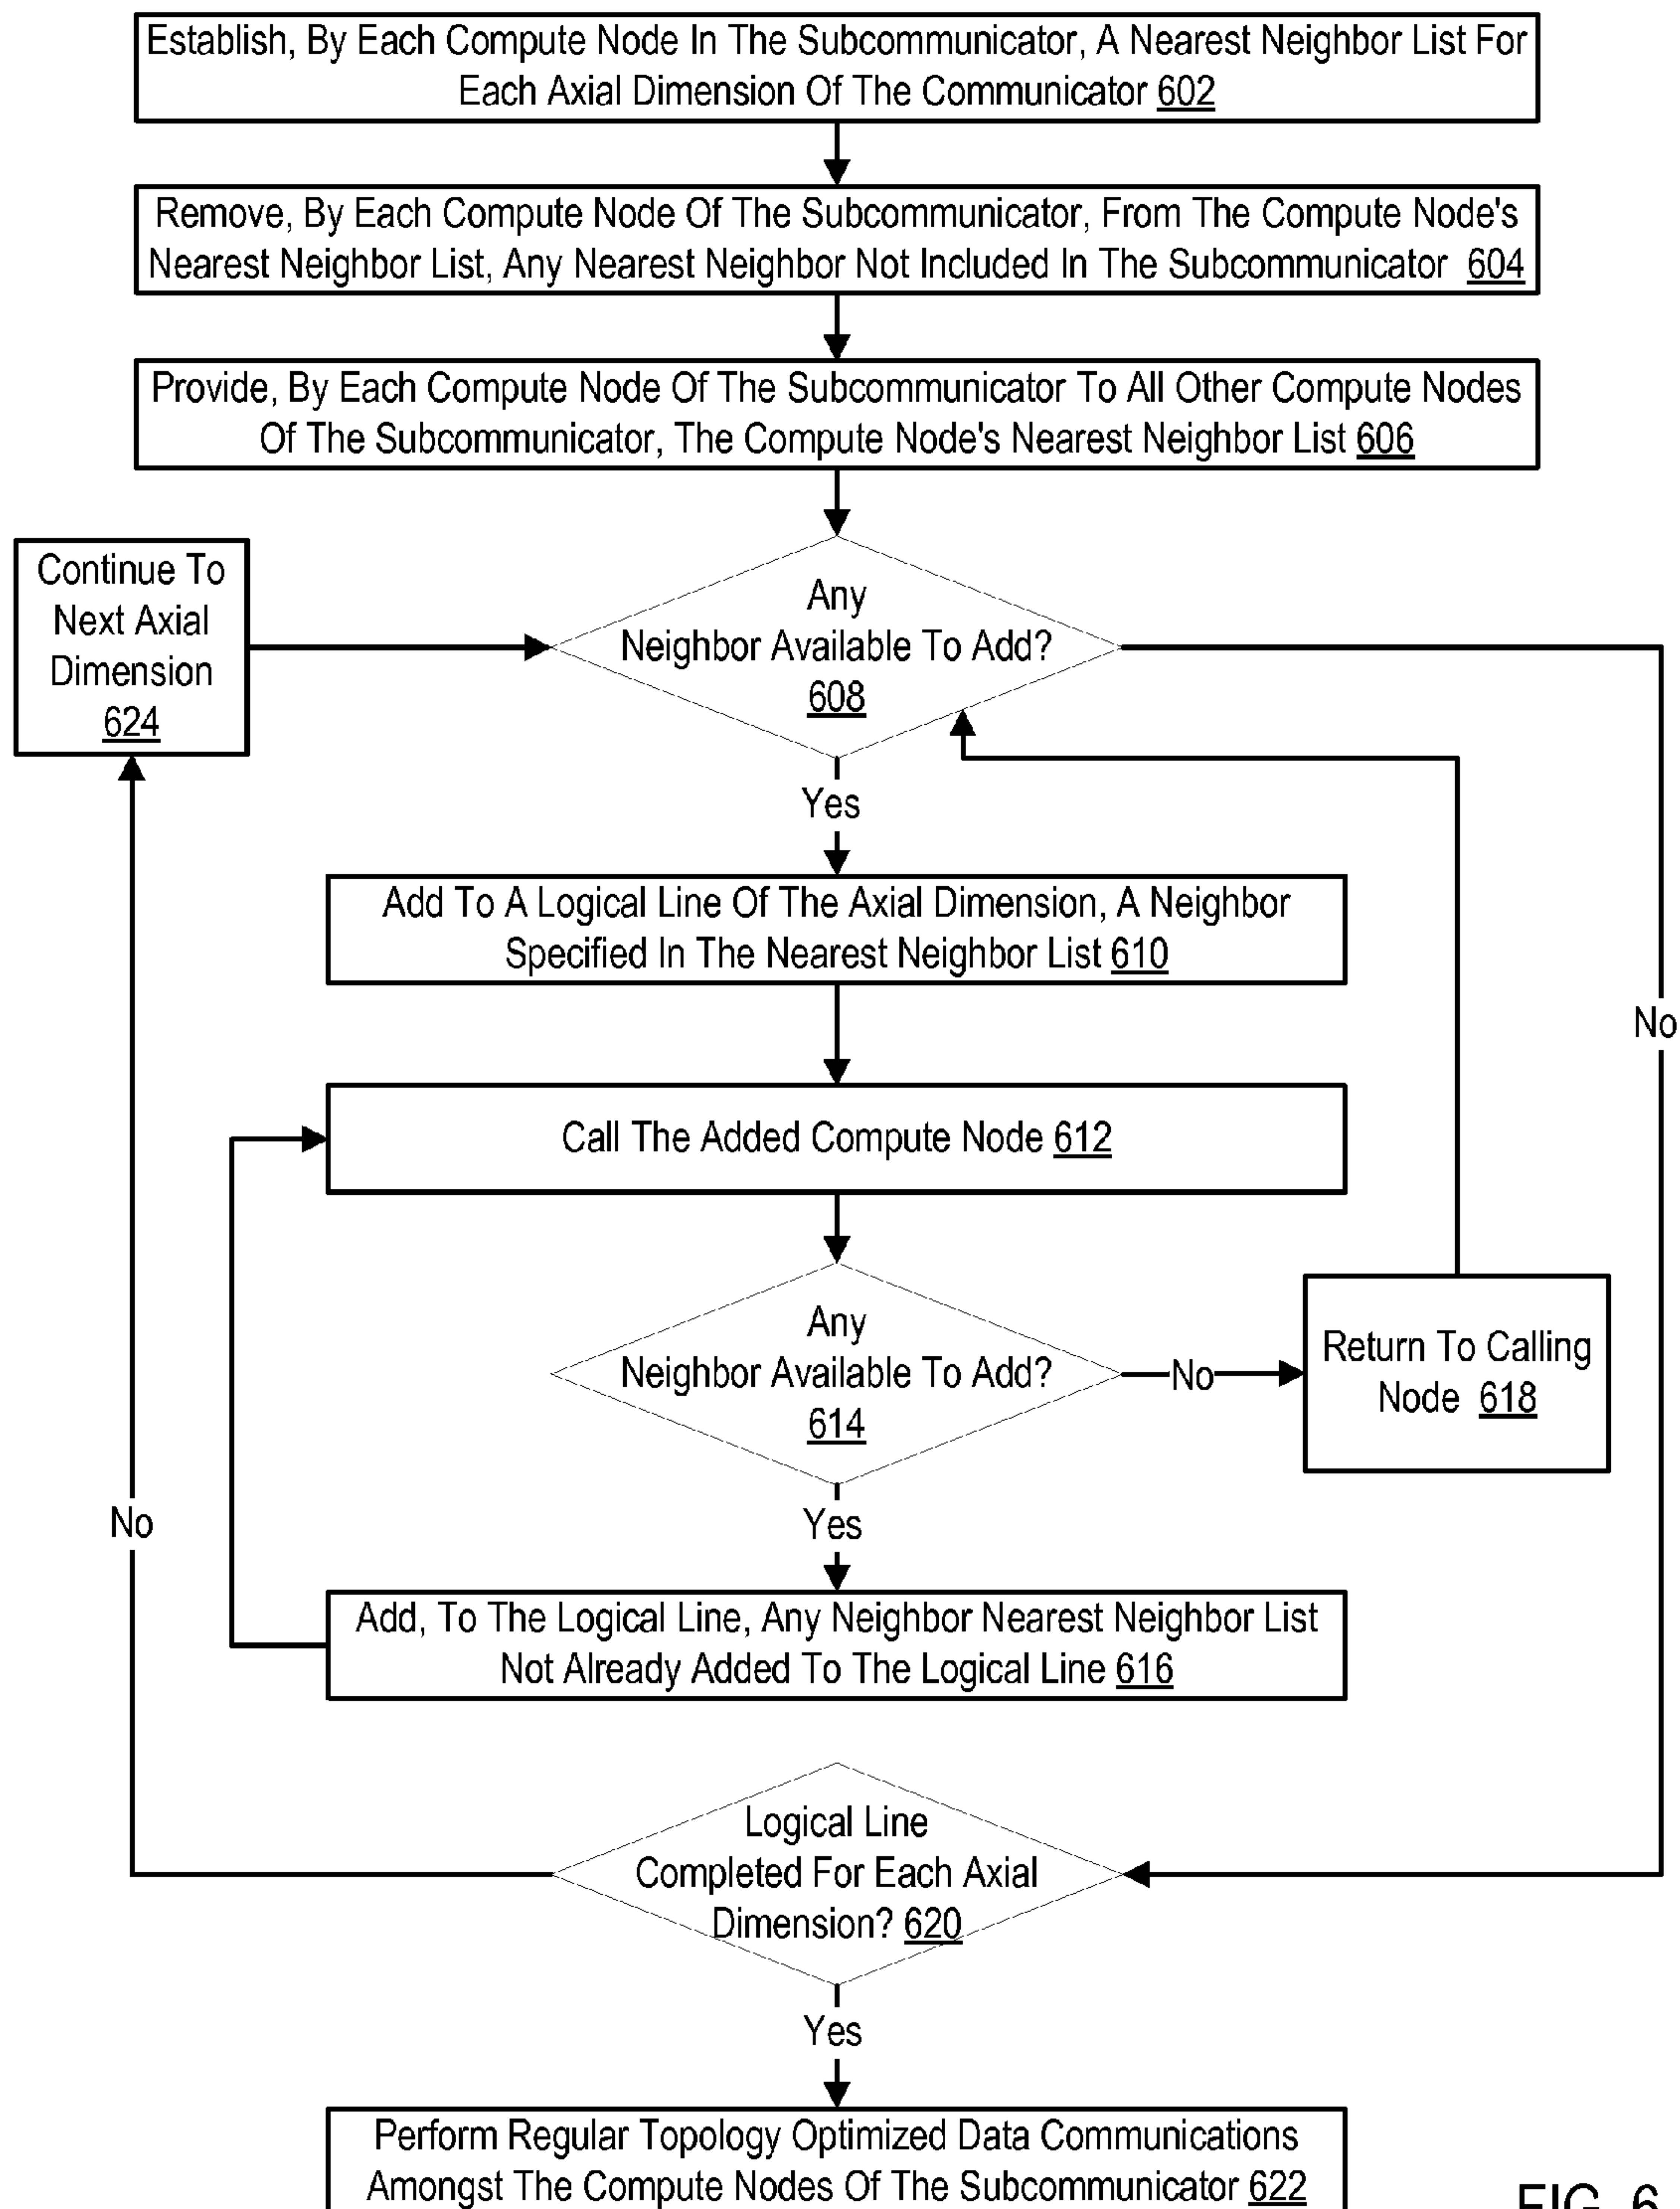 Establish, By Each Compute Node In The Subcommunicator, A Nearest Neighbor List For
Each Axial Dimension Of The Communicator 602
Remove, By Each Compute Node Of The Subcommunicator, From The Compute Node's
Nearest Neighbor List, Any Nearest Neighbor Not Included In The Subcommunicator 604
Provide, By Each Compute Node Of The Subcommunicator To All Other Compute Nodes
Of The Subcommunicator, The Compute Node's Nearest Neighbor List 606
Continue To
Next Axial
Dimension
624
Any
Neighbor Available To Add?
608
Yes
Add To A Logical Line Of The Axial Dimension, A Neighbor
Specified In The Nearest Neighbor List 610
No
Call The Added Compute Node 612
Any
Neighbor Available To Add?
614
No
Return To Calling
Node 618
Yes
No
Add, To The Logical Line, Any Neighbor Nearest Neighbor List
Not Already Added To The Logical Line 616
Logical Line
Completed For Each Axial
Dimension? 620
Yes
Perform Regular Topology Optimized Data Communications
Amongst The Compute Nodes Of The Subcommunicator 622
FIG. 6